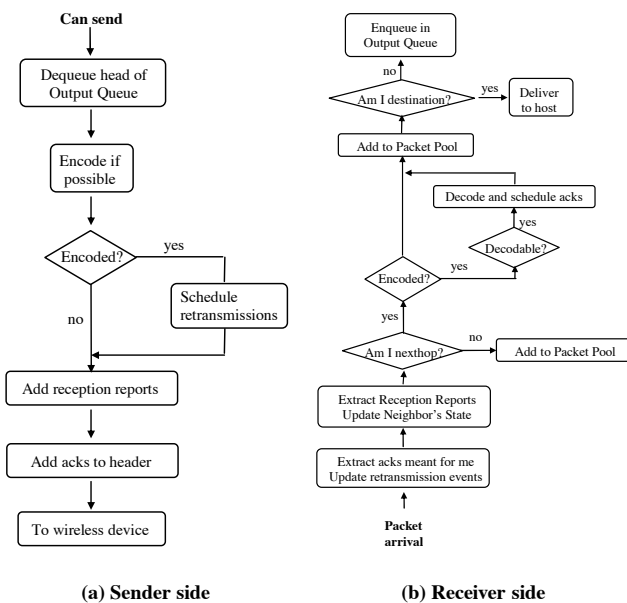 Can send
Dequeue head of
Output Queue
Encode if
possible
Encoded?
yes
Schedule
retransmissions
no
Add reception reports
Add acks to header
To wireless device
(a) Sender side
Enqueue in
Output Queue
no
Am I destination?
yes
Deliver
to host
Add to Packet Pool
Decode and schedule acks
yes
Decodable?
Encoded?
yes
yes
Am I nexthop?
no
Add to Packet Pool
Extract Reception Reports
Update Neighbor's State
Extract acks meant for me
Update retransmission events
Packet
arrival
(b) Receiver side